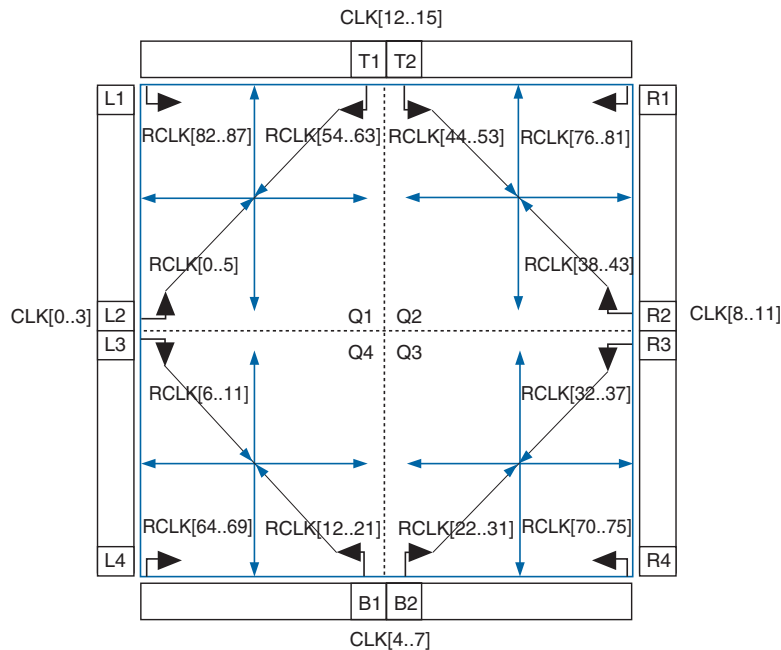 CLK[12..15]
T1 T2
L1 R1
RCLK[82..87] RCLK[54..63] RCLK[44..53] RCLK[76..81]
RCLK[0..5] RCLK[38..43]
CLK[0..3] L2 Q1 Q2 R2 CLK[8..11]
L3 Q4 Q3 R3
RCLK[6..11] RCLK[32..37]
RCLK[64..69] RCLK[12..21] RCLK[22..31] RCLK[70..75]
L4 R4
B1 B2
CLK[4..7]